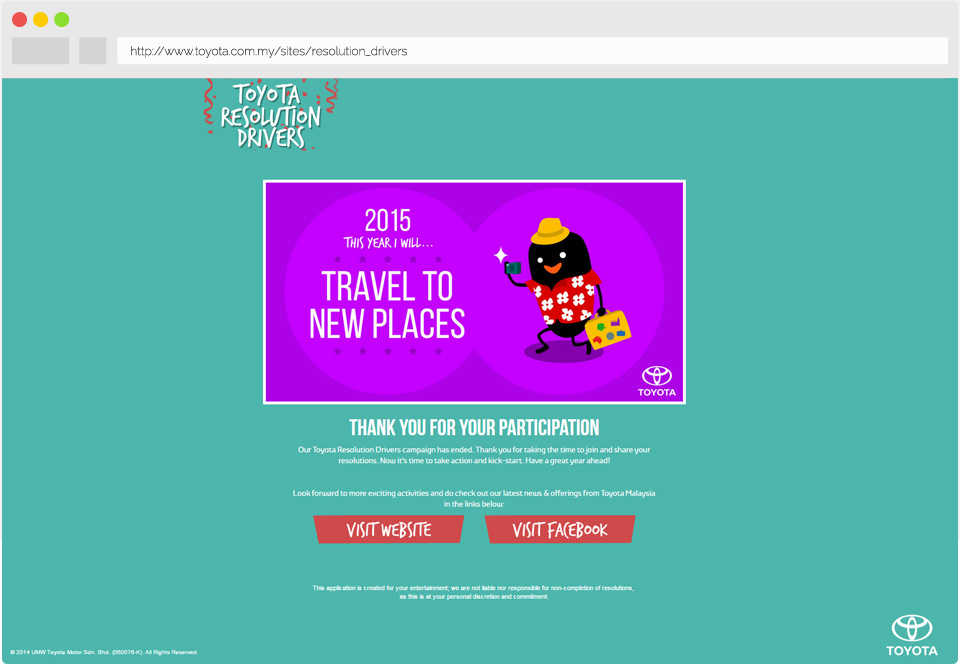 http://www.toyota.com.my/sites/resolution_drivers
TOYOTA
RESOLUTION
DRIVERS
2015
THIS YEAR I WILL...
TRAVEL TO
NEW PLACES
TOYOTA
THANK YOU FOR YOUR PARTICIPATION
Our Toyota Resolution Drivers campaign has ended. Thank you for taking the time to join and share your
resolutions. Now it's time to take action and kick-start. Have a great year ahead!
Look forward to more exciting activities and do check out our latest news & offerings from Toyota Malaysia
in the links below:
VISIT WEBSITE
VISIT FACEBOOK
This application is created for your entertainment; we are not liable nor responsible for non-completion of resolutions,
as this is at your personal discretion and commitment.
© 2014 UMW Toyota Motor Sdn. Bhd. (060576-K). All Rights Reserved.
TOYOTA